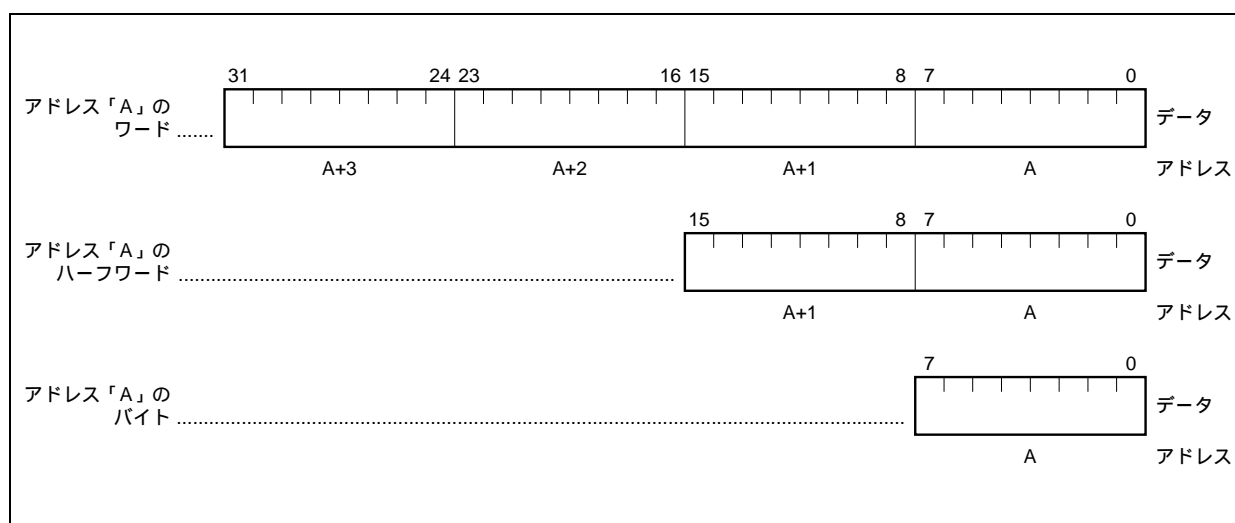 31 24 23 16 15 8 7 0
アドレス「A」の
ワード ....... データ
A+3 A+2 A+1 A アドレス
15 8 7 0
アドレス「A」の
ハーフワード ............................................................ データ
A+1 A アドレス
7 0
アドレス「A」の
バイト ................................................................................ データ
A アドレス